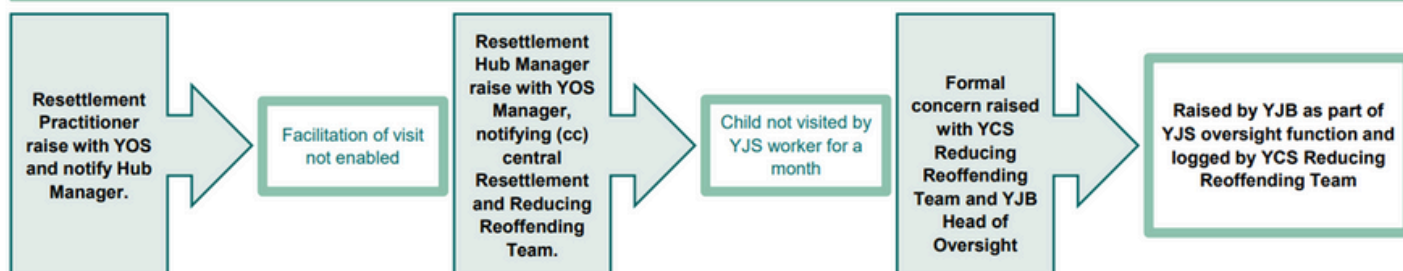 Resettlement
Practitioner
raise with YOS
and notify Hub
Manager.
Facilitation of visit
not enabled
Resettlement
Hub Manager
raise with YOS
Manager,
notifying (cc)
central
Resettlement
and Reducing
Reoffending
Team.
Child not visited by
YJS worker for a
month
Formal
concern raised
with YCS
Reducing
Reoffending
Team and YJB
Head of
Oversight
Raised by YJB as part of
YJS oversight function and
logged by YCS Reducing
Reoffending Team